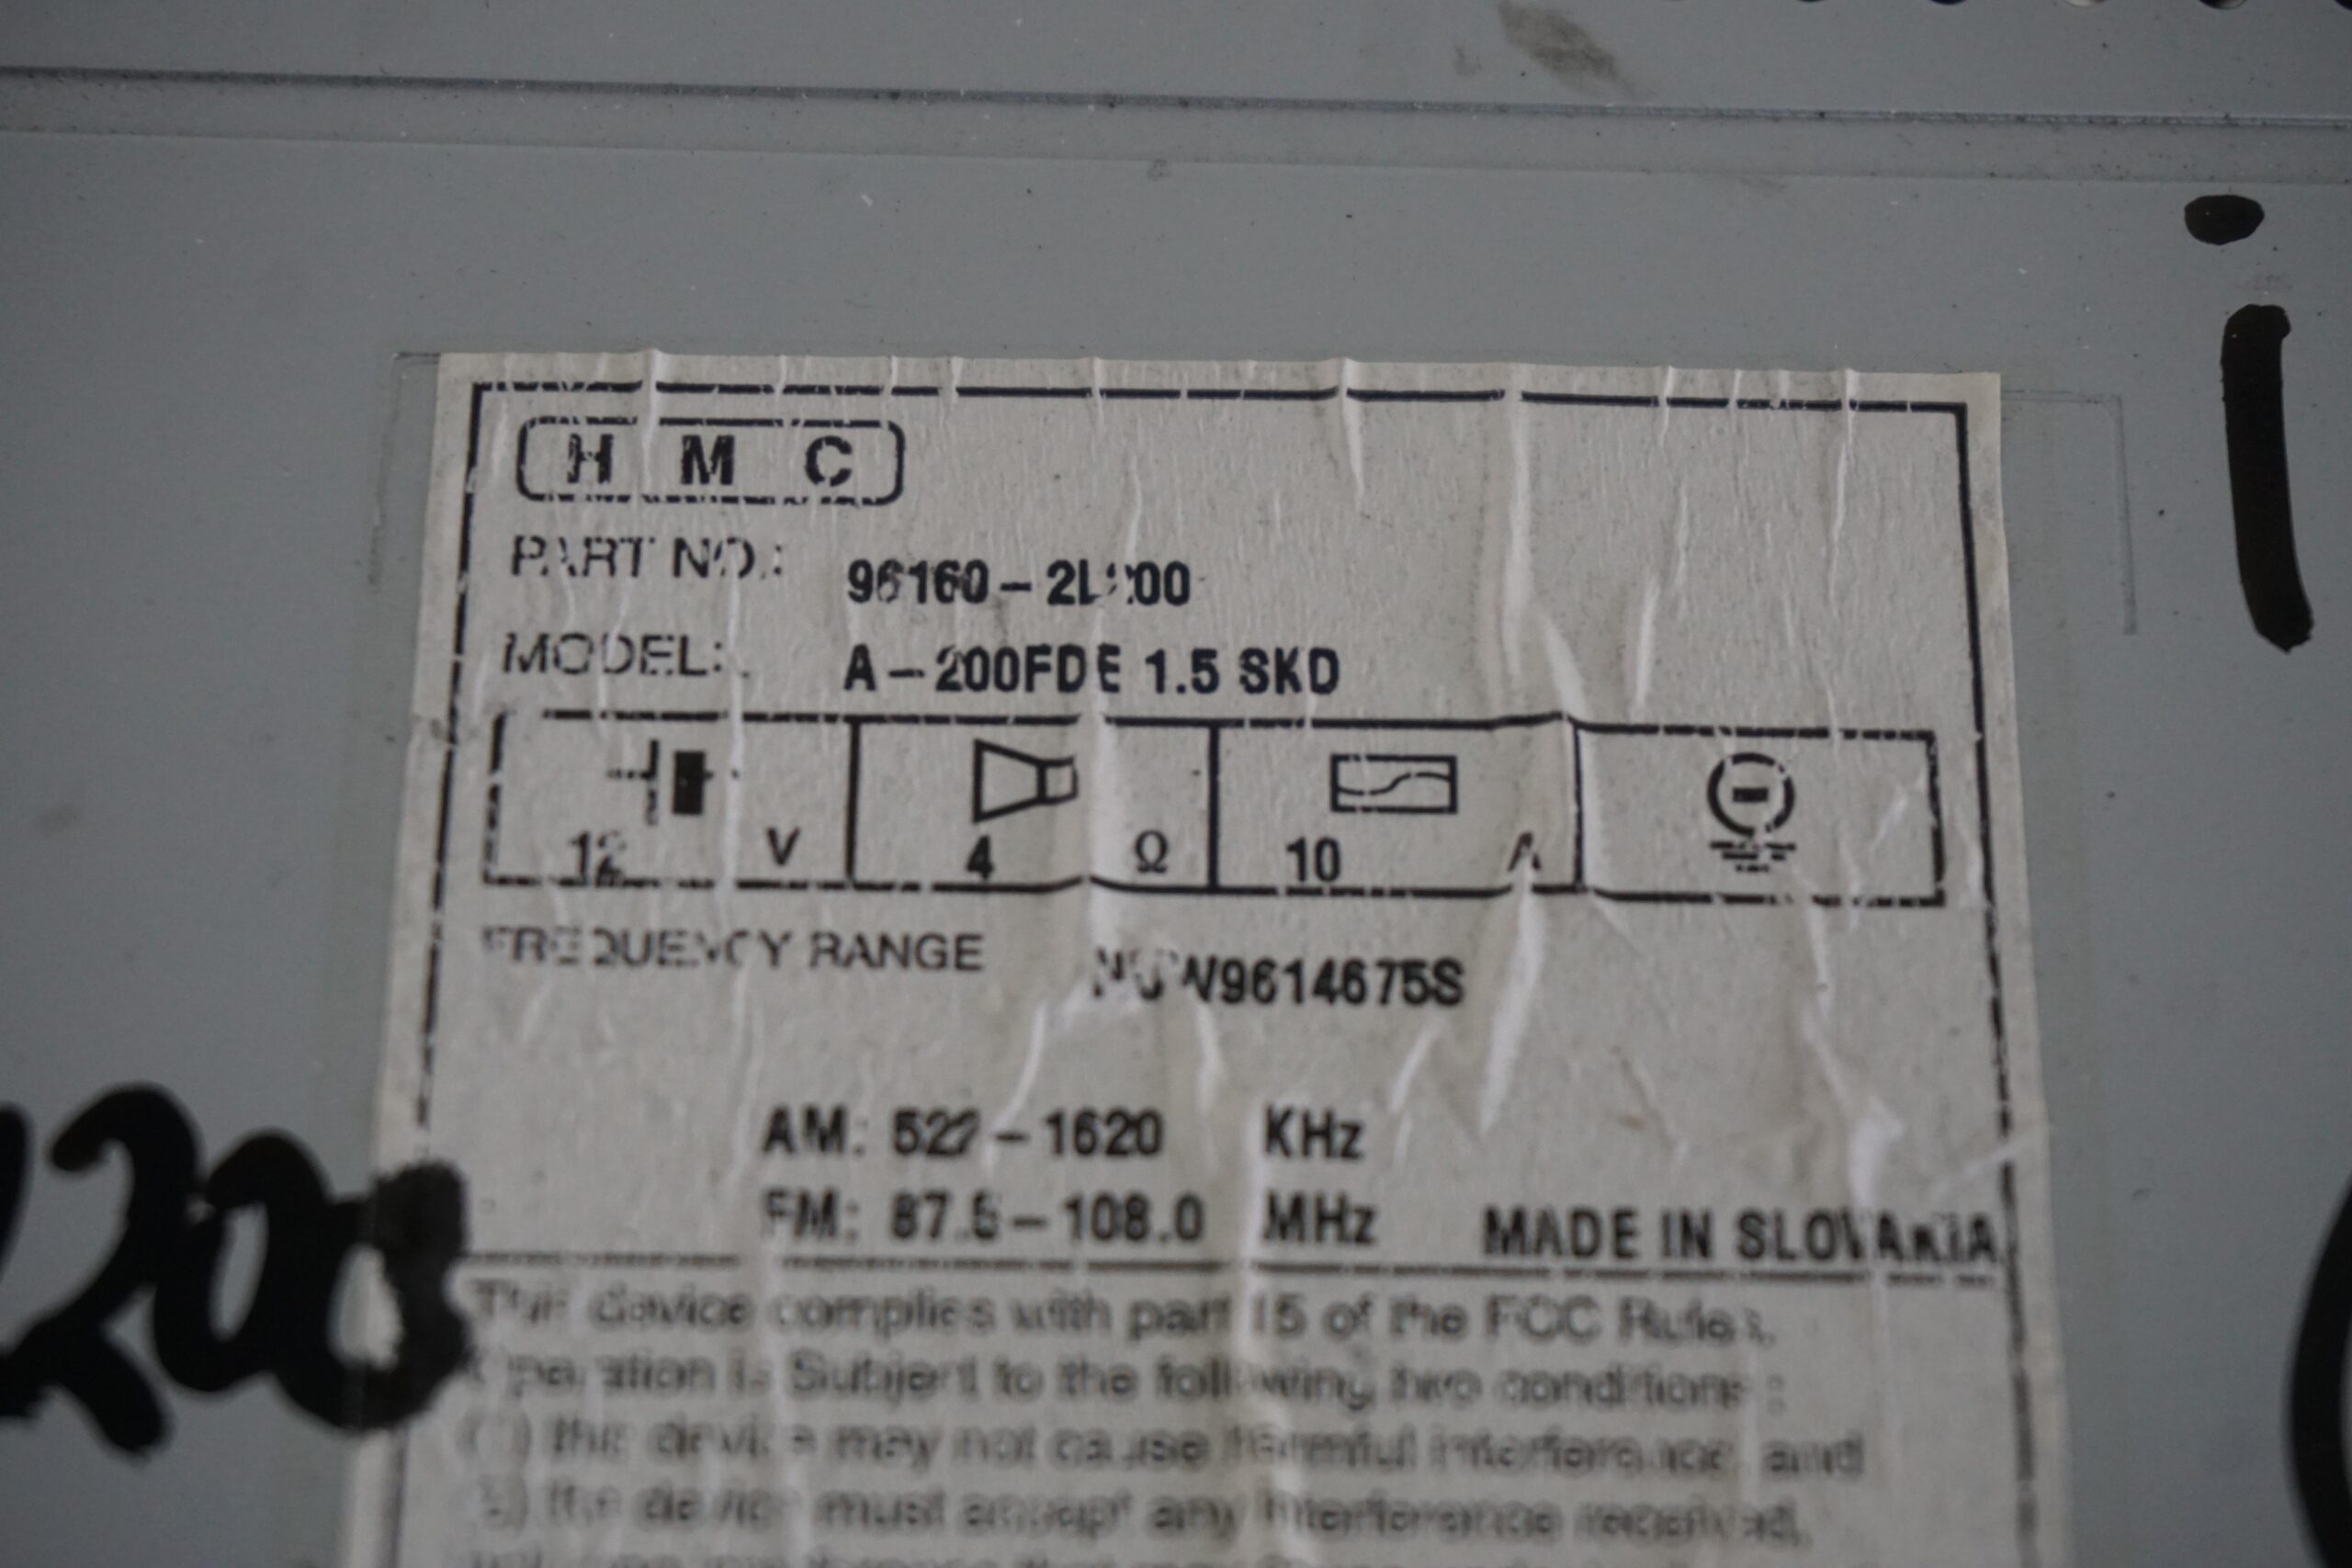 H M C
PART NO.: 96160-2L200
MODEL: A-200FDE 1.5 SKD
12 V 4 Ω 10 A
FREQUENCY RANGE
AM: 522-1620 KHz
FM: 87.5-108.0 MHz MADE IN SLOVAKIA
This device complies with part 15 of the FCC Rules.
Operation is Subject to the following two conditions:
() this device may not cause harmful interference, and
) the device must accept any interference received,